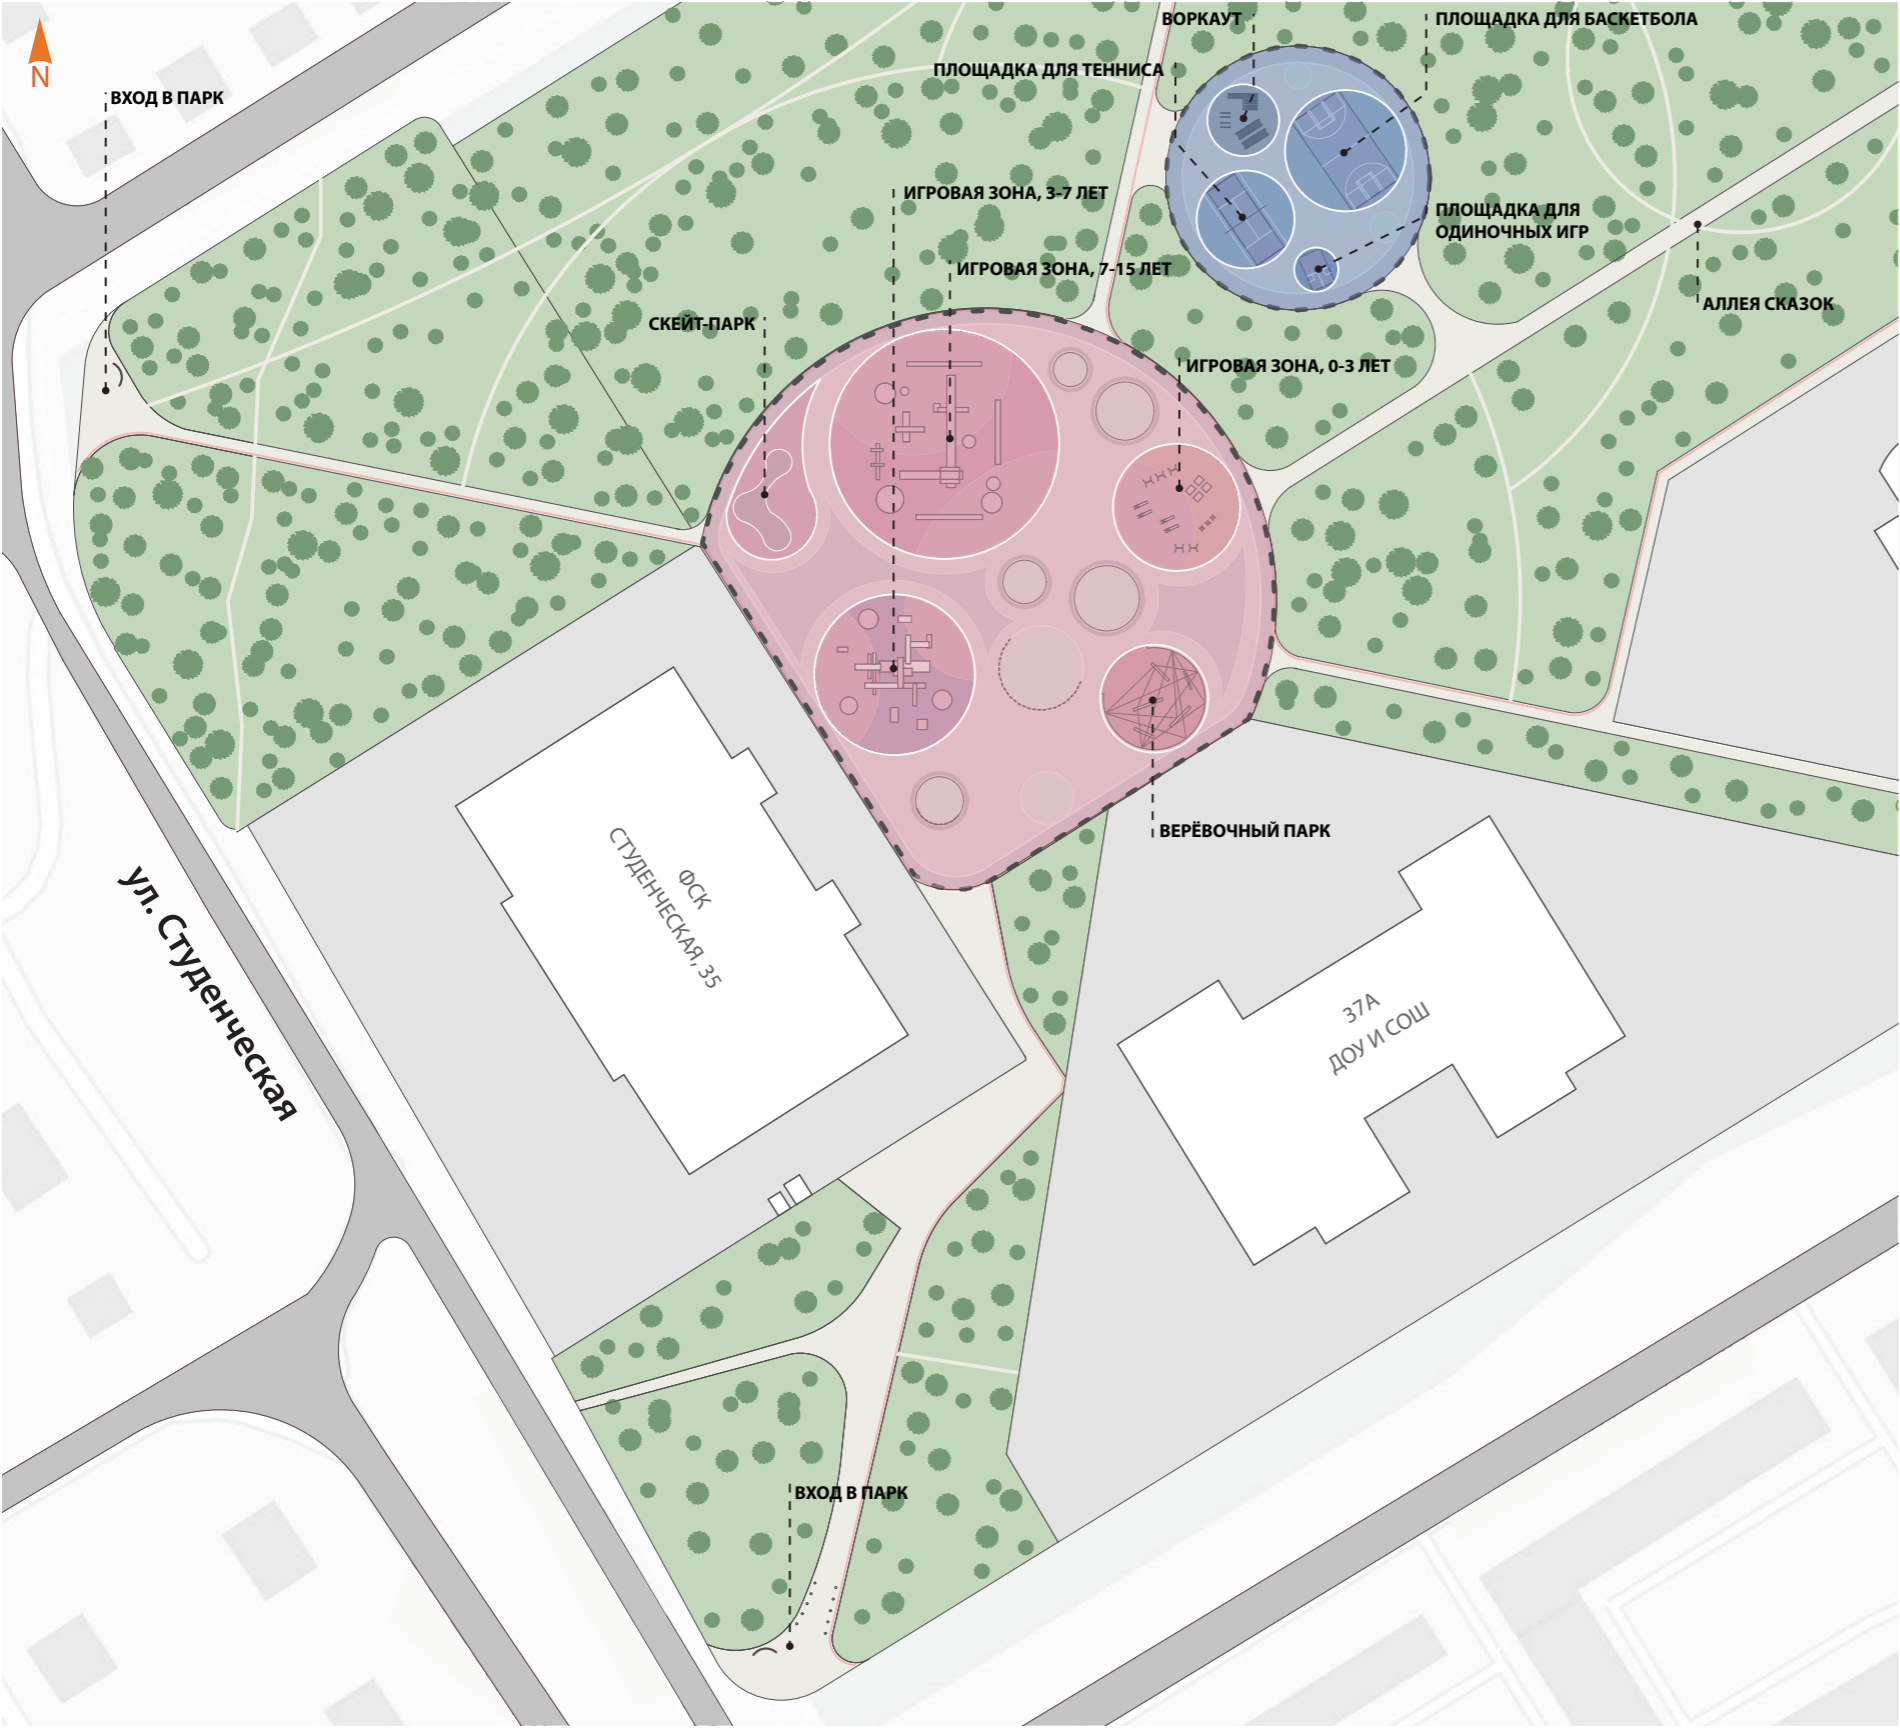 ВОРКАУТ
ПЛОЩАДКА ДЛЯ БАСКЕТБОЛА
ПЛОЩАДКА ДЛЯ ТЕННИСА
N
ВХОД В ПАРК
ИГРОВАЯ ЗОНА, 3-7 ЛЕТ
ПЛОЩАДКА ДЛЯ
ОДИНОЧНЫХ ИГР
ИГРОВАЯ ЗОНА, 7-15 ЛЕТ
АЛЛЕЯ СКАЗОК
СКЕЙТ-ПАРК
ИГРОВАЯ ЗОНА, 0-3 ЛЕТ
ВЕРЁВОЧНЫЙ ПАРК
ФСК
СТУДЕНЧЕСКАЯ, 35
ул. Студенческая
37А
ДОУ И СОШ
ВХОД В ПАРК